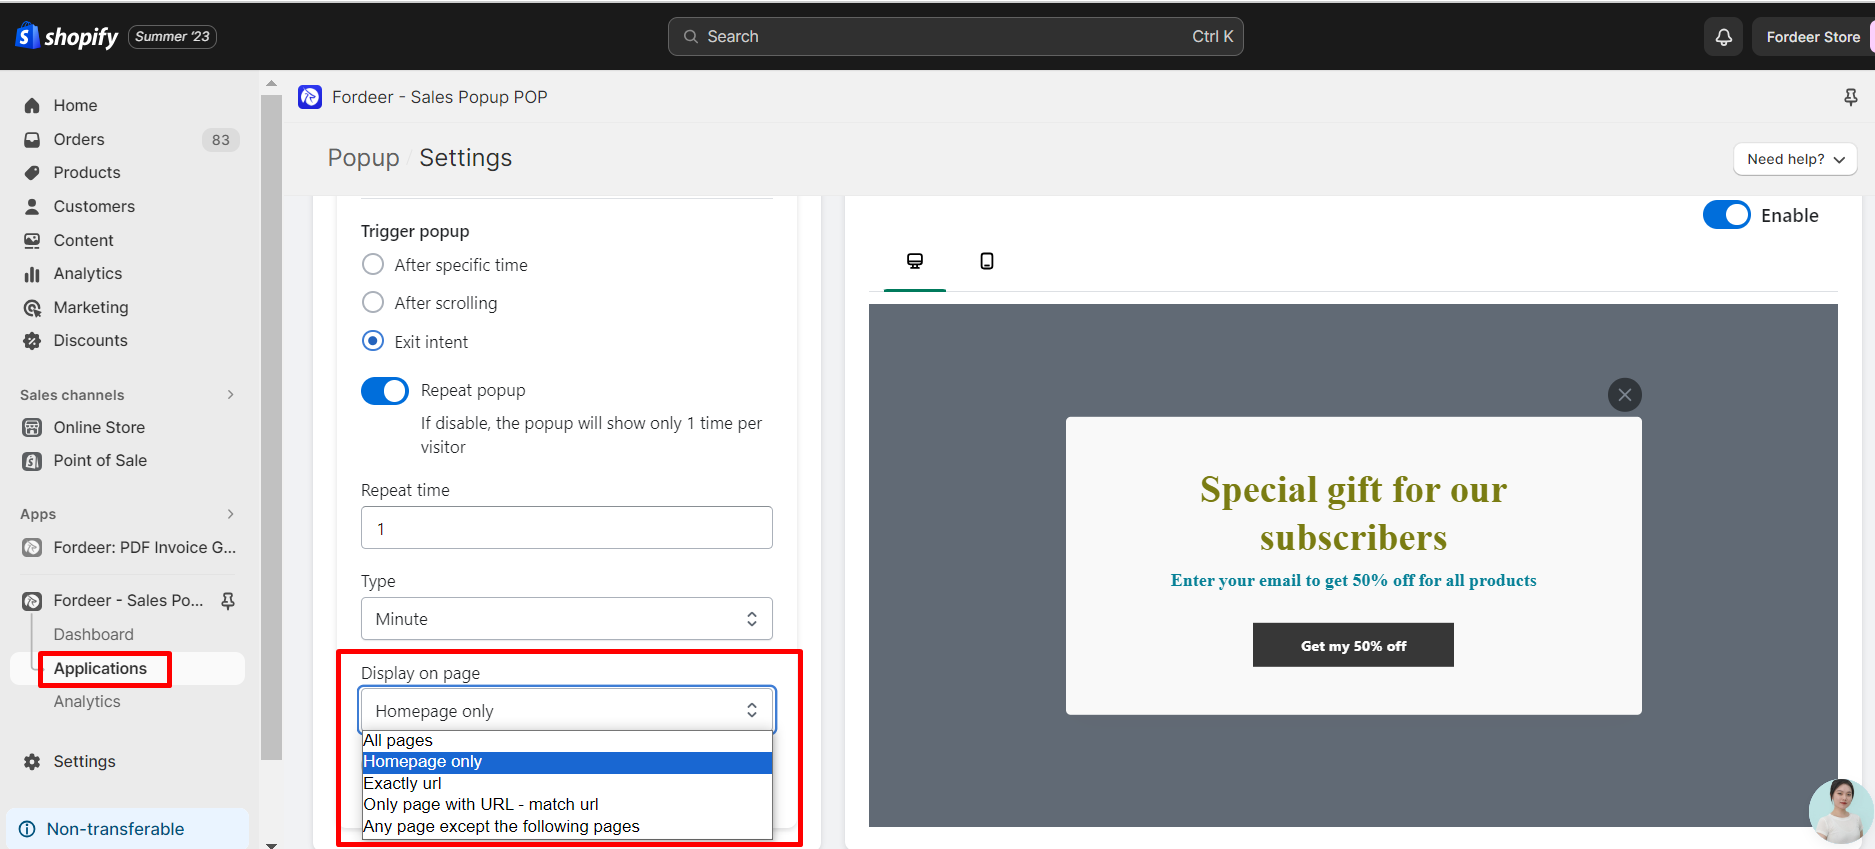 shopify
Summer '23
Search
Ctrl K
Fordeer Store
Home
Orders
83
Products
Customers
Content
Analytics
Marketing
Discounts
Sales channels
Online Store
Point of Sale
Apps
Fordeer: PDF Invoice G...
Fordeer - Sales Po...
Dashboard
Applications
Analytics
Settings
Non-transferable
Fordeer - Sales Popup POP
Popup / Settings
Need help?
Trigger popup
After specific time
After scrolling
Exit intent
Repeat popup
If disable, the popup will show only 1 time per
visitor
Repeat time
1
Type
Minute
Display on page
Homepage only
All pages
Homepage only
Exactly url
Only page with URL - match url
Any page except the following pages
Enable
Special gift for our
subscribers
Enter your email to get 50% off for all products
Get my 50% off